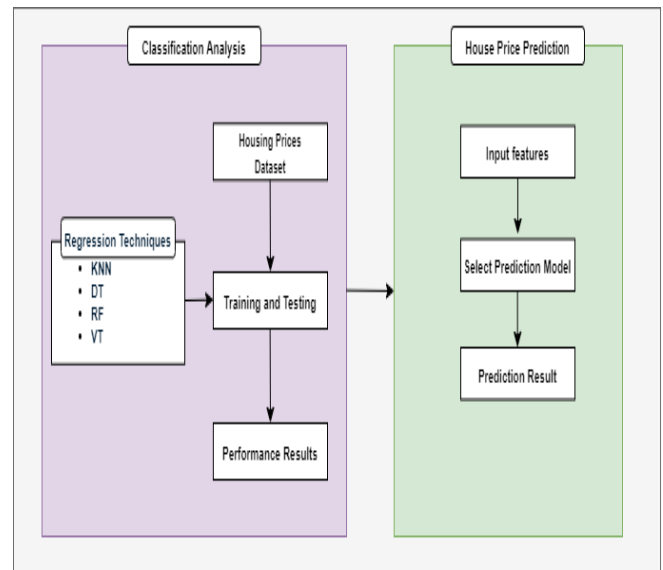 Classification Analysis
Housing Prices
Dataset
Regression Techniques
• KNN
• DT
• RF
• VT
Training and Testing
Performance Results
House Price Prediction
Input features
Select Prediction Model
Prediction Result